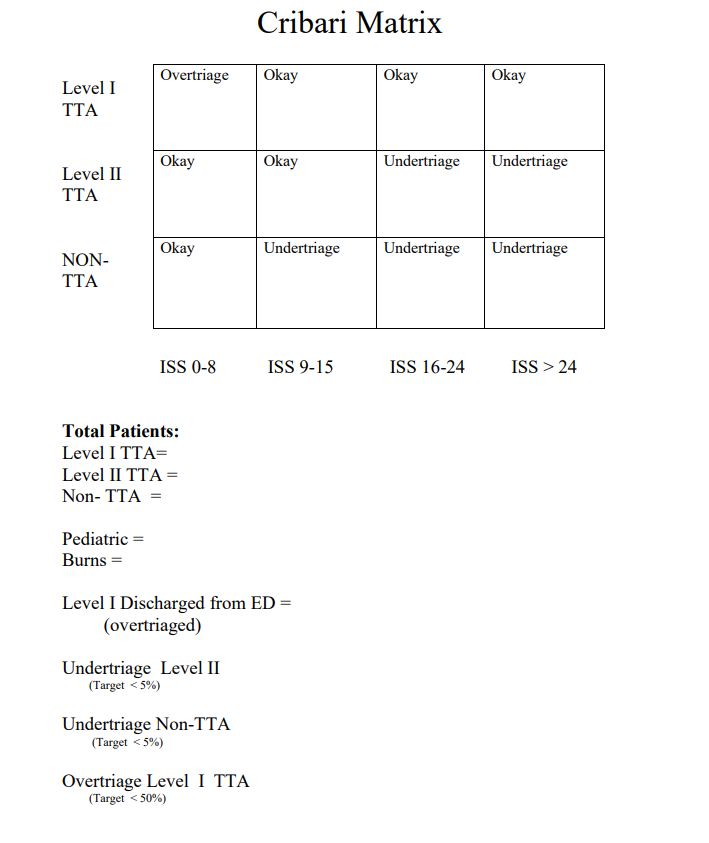 Cribari Matrix
Level I
TTA
Overtriage
Okay
Okay
Okay
Level II
TTA
Okay
Okay
Undertriage
Undertriage
NON-
TTA
Okay
Undertriage
Undertriage
Undertriage
ISS 0-8
ISS 9-15
ISS 16-24
ISS > 24
Total Patients:
Level I TTA=
Level II TTA =
Non- TTA =
Pediatric =
Burns =
Level I Discharged from ED =
(overtriaged)
Undertriage Level II
(Target < 5%)
Undertriage Non-TTA
(Target < 5%)
Overtriage Level I TTA
(Target < 50%)